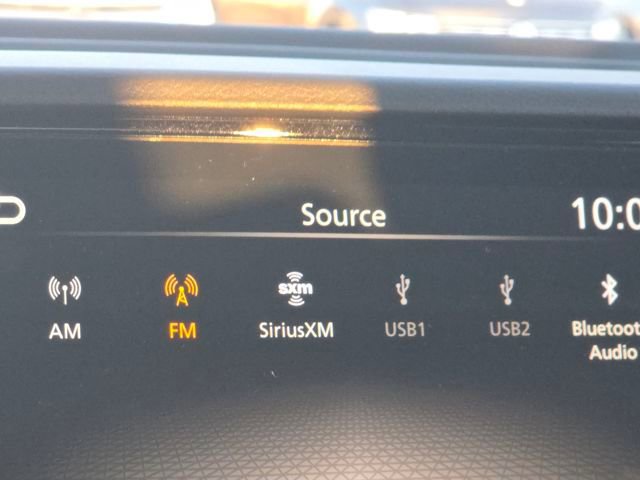 Source
10:0
sxm
AM
FM
SiriusXM
USB1
USB2
Bluetoot
Audio